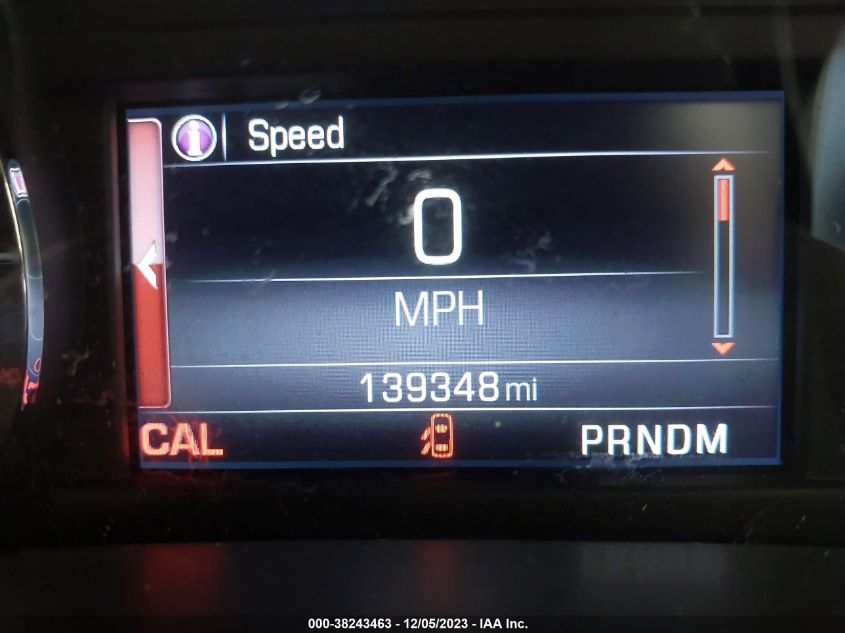 i Speed
0
MPH
139348 mi
CAL PRNDM
000-38243463 - 12/05/2023 - IAA Inc.